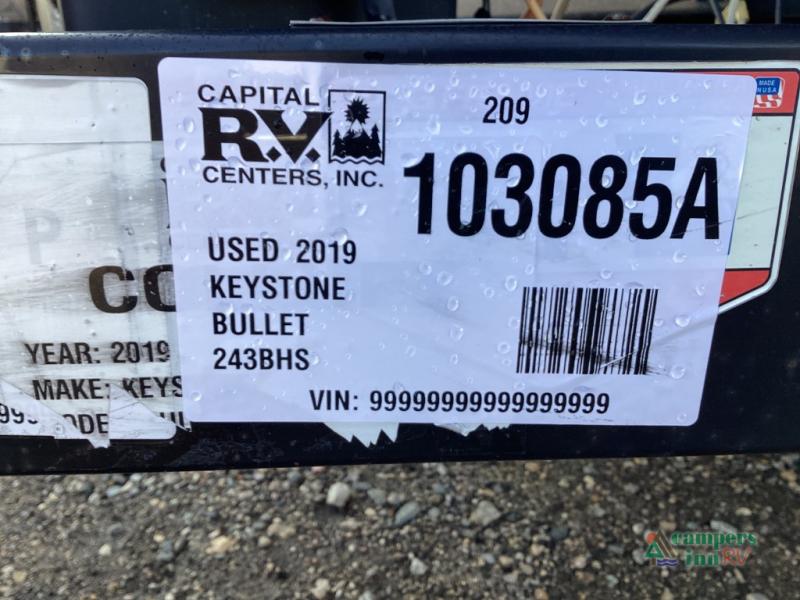 CAPITAL
R.V.
CENTERS, INC.
209
103085A
USED 2019
KEYSTONE
BULLET
243BHS
VIN: 99999999999999999
MADE
IN USA
P
CO
YEAR: 2019
MAKE: KEYS
campers
inn RV